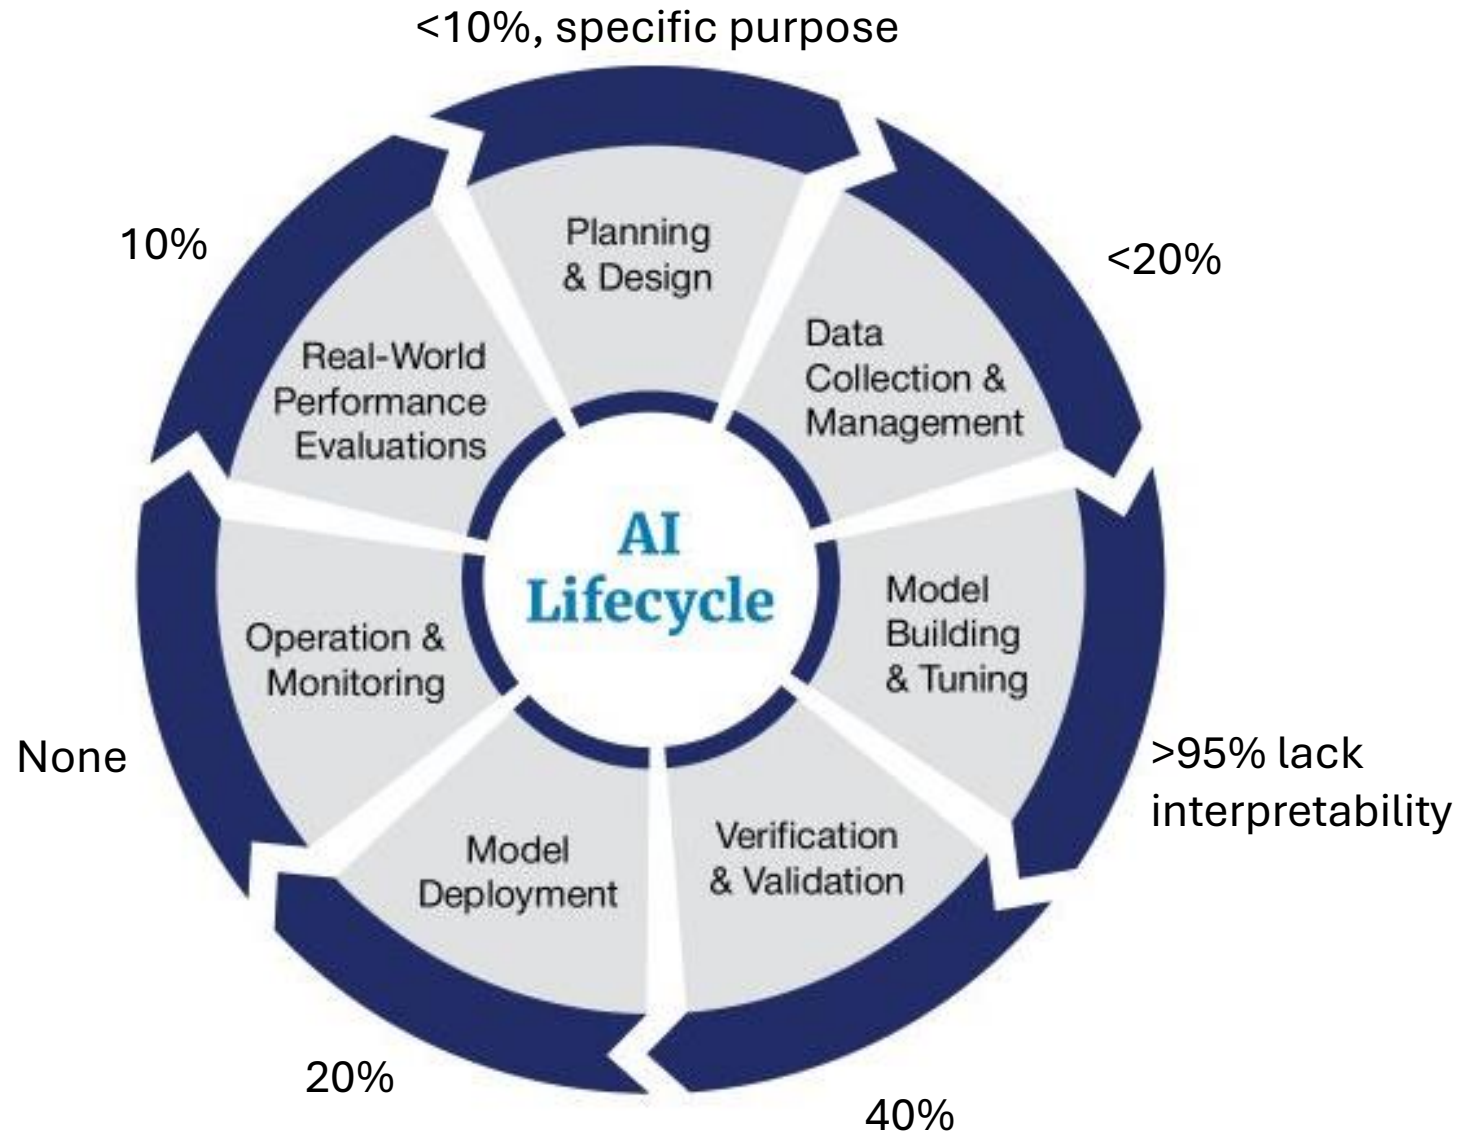 <10%, specific purpose
Planning
& Design
<20%
Data
Collection &
Management
Model
Building
& Tuning
>95% lack
interpretability
Verification
& Validation
40%
Model
Deployment
20%
Operation &
Monitoring
None
Real-World
Performance
Evaluations
10%
AI
Lifecycle